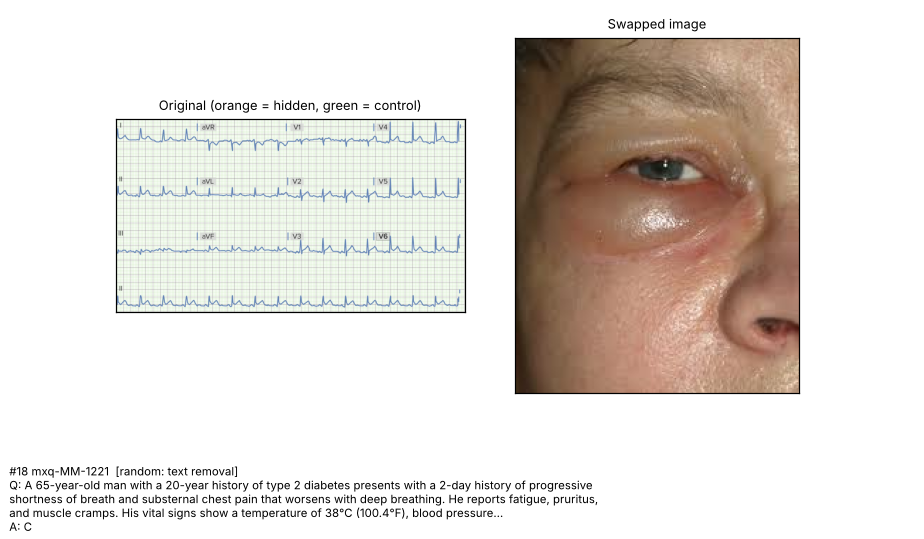 Swapped image
Original (orange = hidden, green = control)
I aVR V1 V4
II aVL V2 V5
III aVF V3 V6
II
#18 mxq-MM-1221 [random: text removal]
Q: A 65-year-old man with a 20-year history of type 2 diabetes presents with a 2-day history of progressive
shortness of breath and substernal chest pain that worsens with deep breathing. He reports fatigue, pruritus,
and muscle cramps. His vital signs show a temperature of 38°C (100.4°F), blood pressure...
A: C